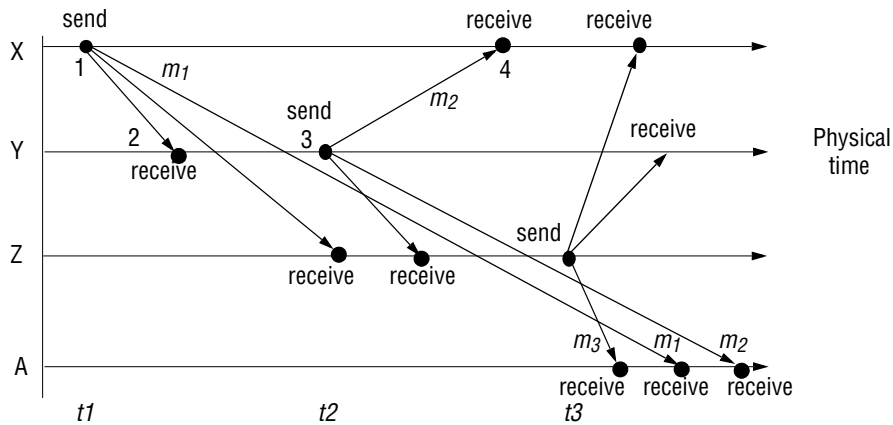 send
receive
receive
X
1
m1
4
m2
send
2
3
receive
Y
receive
Physical
time
send
Z
receive
receive
m3
m1
m2
A
receive
receive
receive
t1
t2
t3